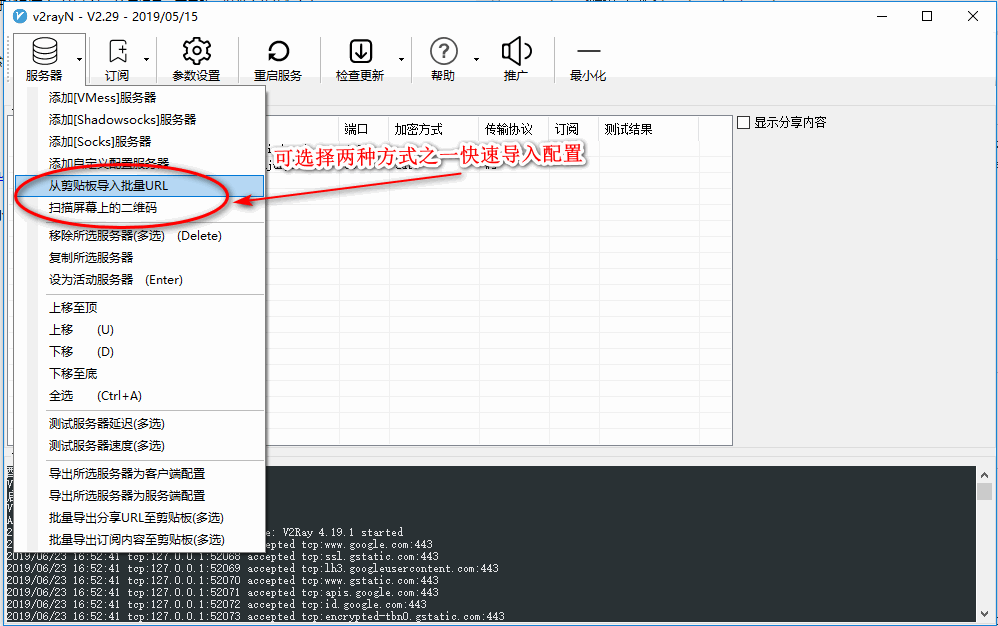 v2rayN - V2.29 - 2019/05/15
服务器 订阅 参数设置 重启服务 检查更新 帮助 推广 最小化
添加[VMess]服务器
添加[Shadowsocks]服务器
添加[Socks]服务器
添加自定义配置服务器
从剪贴板导入批量URL
扫描屏幕上的二维码
移除所选服务器(多选) (Delete)
复制所选服务器
设为活动服务器 (Enter)
上移至顶
上移 (U)
下移 (D)
下移至底
全选 (Ctrl+A)
测试服务器延迟(多选)
测试服务器速度(多选)
导出所选服务器为客户端配置
导出所选服务器为服务端配置
批量导出分享URL至剪贴板(多选)
批量导出订阅内容至剪贴板(多选)
端口 加密方式 传输协议 订阅 测试结果
显示分享内容
可选择两种方式之一快速导入配置
: V2Ray 4.19.1 started
epted tcp:www.google.com:443
2019/06/23 16:52:41 tcp:127.0.0.1:52068 accepted tcp:ssl.gstatic.com:443
2019/06/23 16:52:41 tcp:127.0.0.1:52069 accepted tcp:lh3.googleusercontent.com:443
2019/06/23 16:52:41 tcp:127.0.0.1:52070 accepted tcp:www.gstatic.com:443
2019/06/23 16:52:41 tcp:127.0.0.1:52071 accepted tcp:apis.google.com:443
2019/06/23 16:52:41 tcp:127.0.0.1:52072 accepted tcp:id.google.com:443
2019/06/23 16:52:41 tcp:127.0.0.1:52073 accepted tcp:encrypted-tbn0.gstatic.com:443